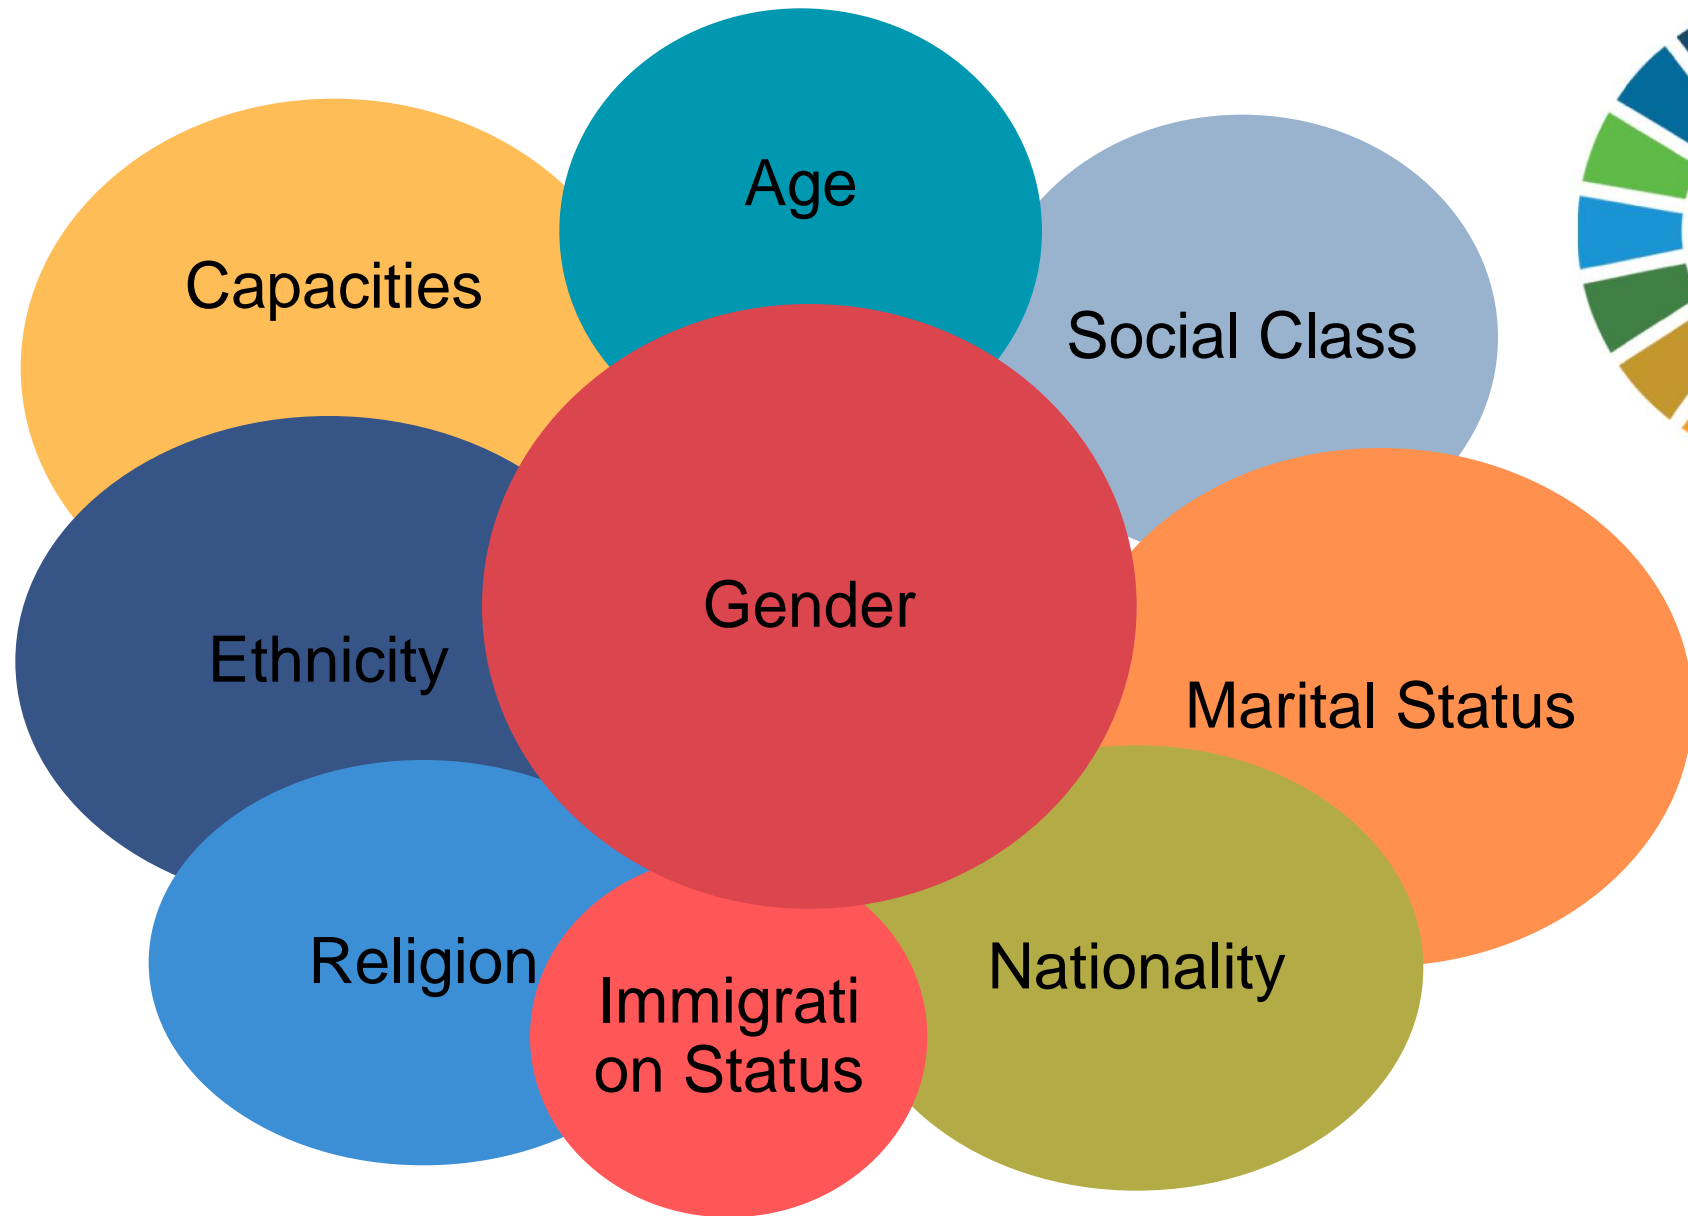 Age
Capacities
Social Class
Gender
Ethnicity
Marital Status
Religion
Nationality
Immigrati
on Status